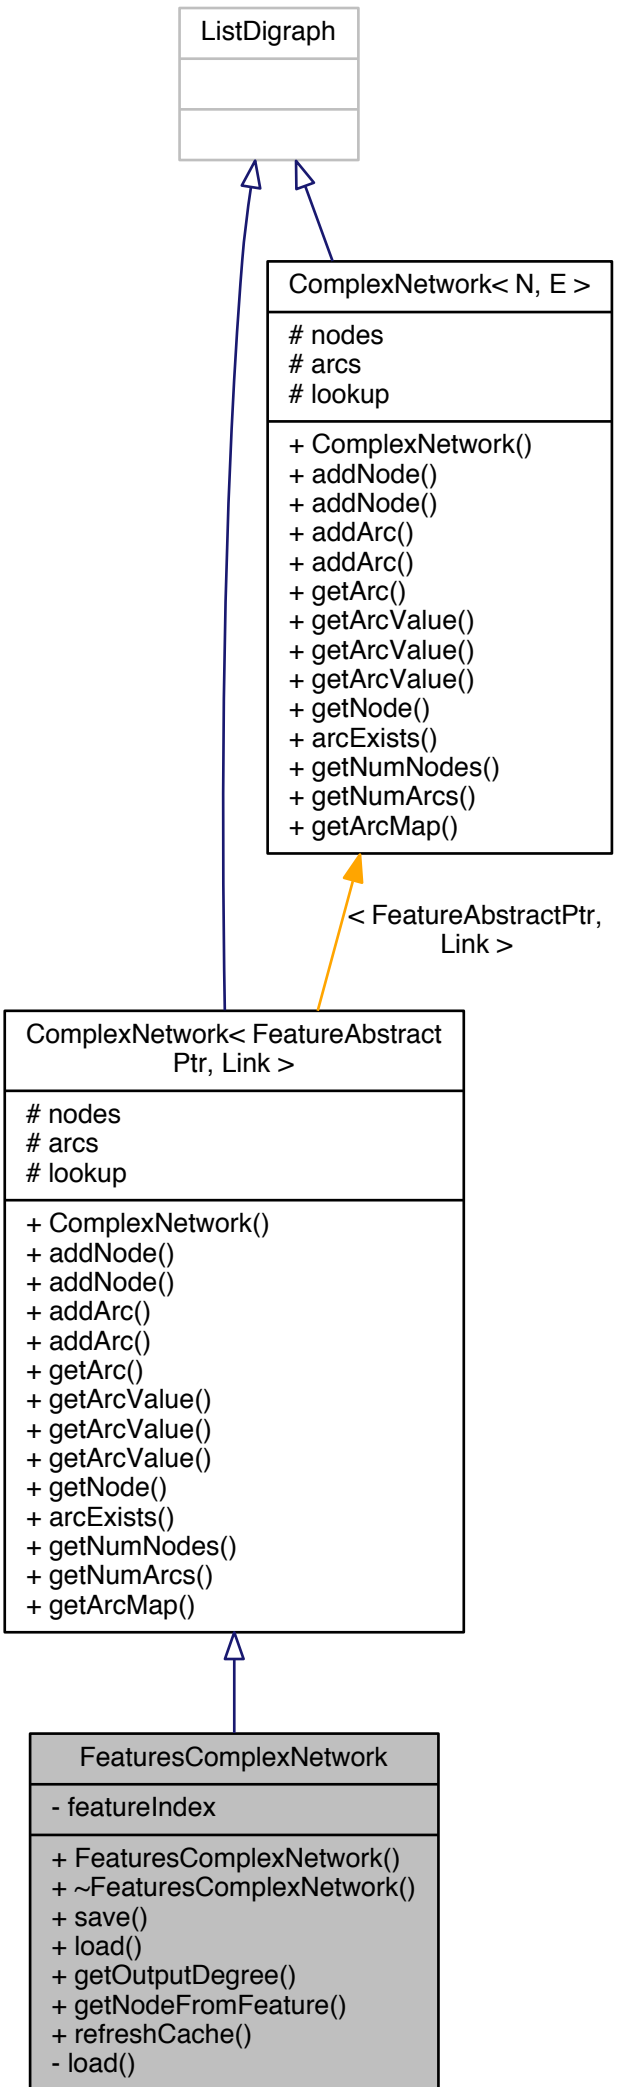 ListDigraph
ComplexNetwork< N, E >
# nodes
# arcs
# lookup
+ ComplexNetwork()
+ addNode()
+ addNode()
+ addArc()
+ addArc()
+ getArc()
+ getArcValue()
+ getArcValue()
+ getArcValue()
+ getNode()
+ arcExists()
+ getNumNodes()
+ getNumArcs()
+ getArcMap()
< FeatureAbstractPtr,
Link >
ComplexNetwork< FeatureAbstract
Ptr, Link >
# nodes
# arcs
# lookup
+ ComplexNetwork()
+ addNode()
+ addNode()
+ addArc()
+ addArc()
+ getArc()
+ getArcValue()
+ getArcValue()
+ getArcValue()
+ getNode()
+ arcExists()
+ getNumNodes()
+ getNumArcs()
+ getArcMap()
FeaturesComplexNetwork
- featureIndex
+ FeaturesComplexNetwork()
+ ~FeaturesComplexNetwork()
+ save()
+ load()
+ getOutputDegree()
+ getNodeFromFeature()
+ refreshCache()
- load()